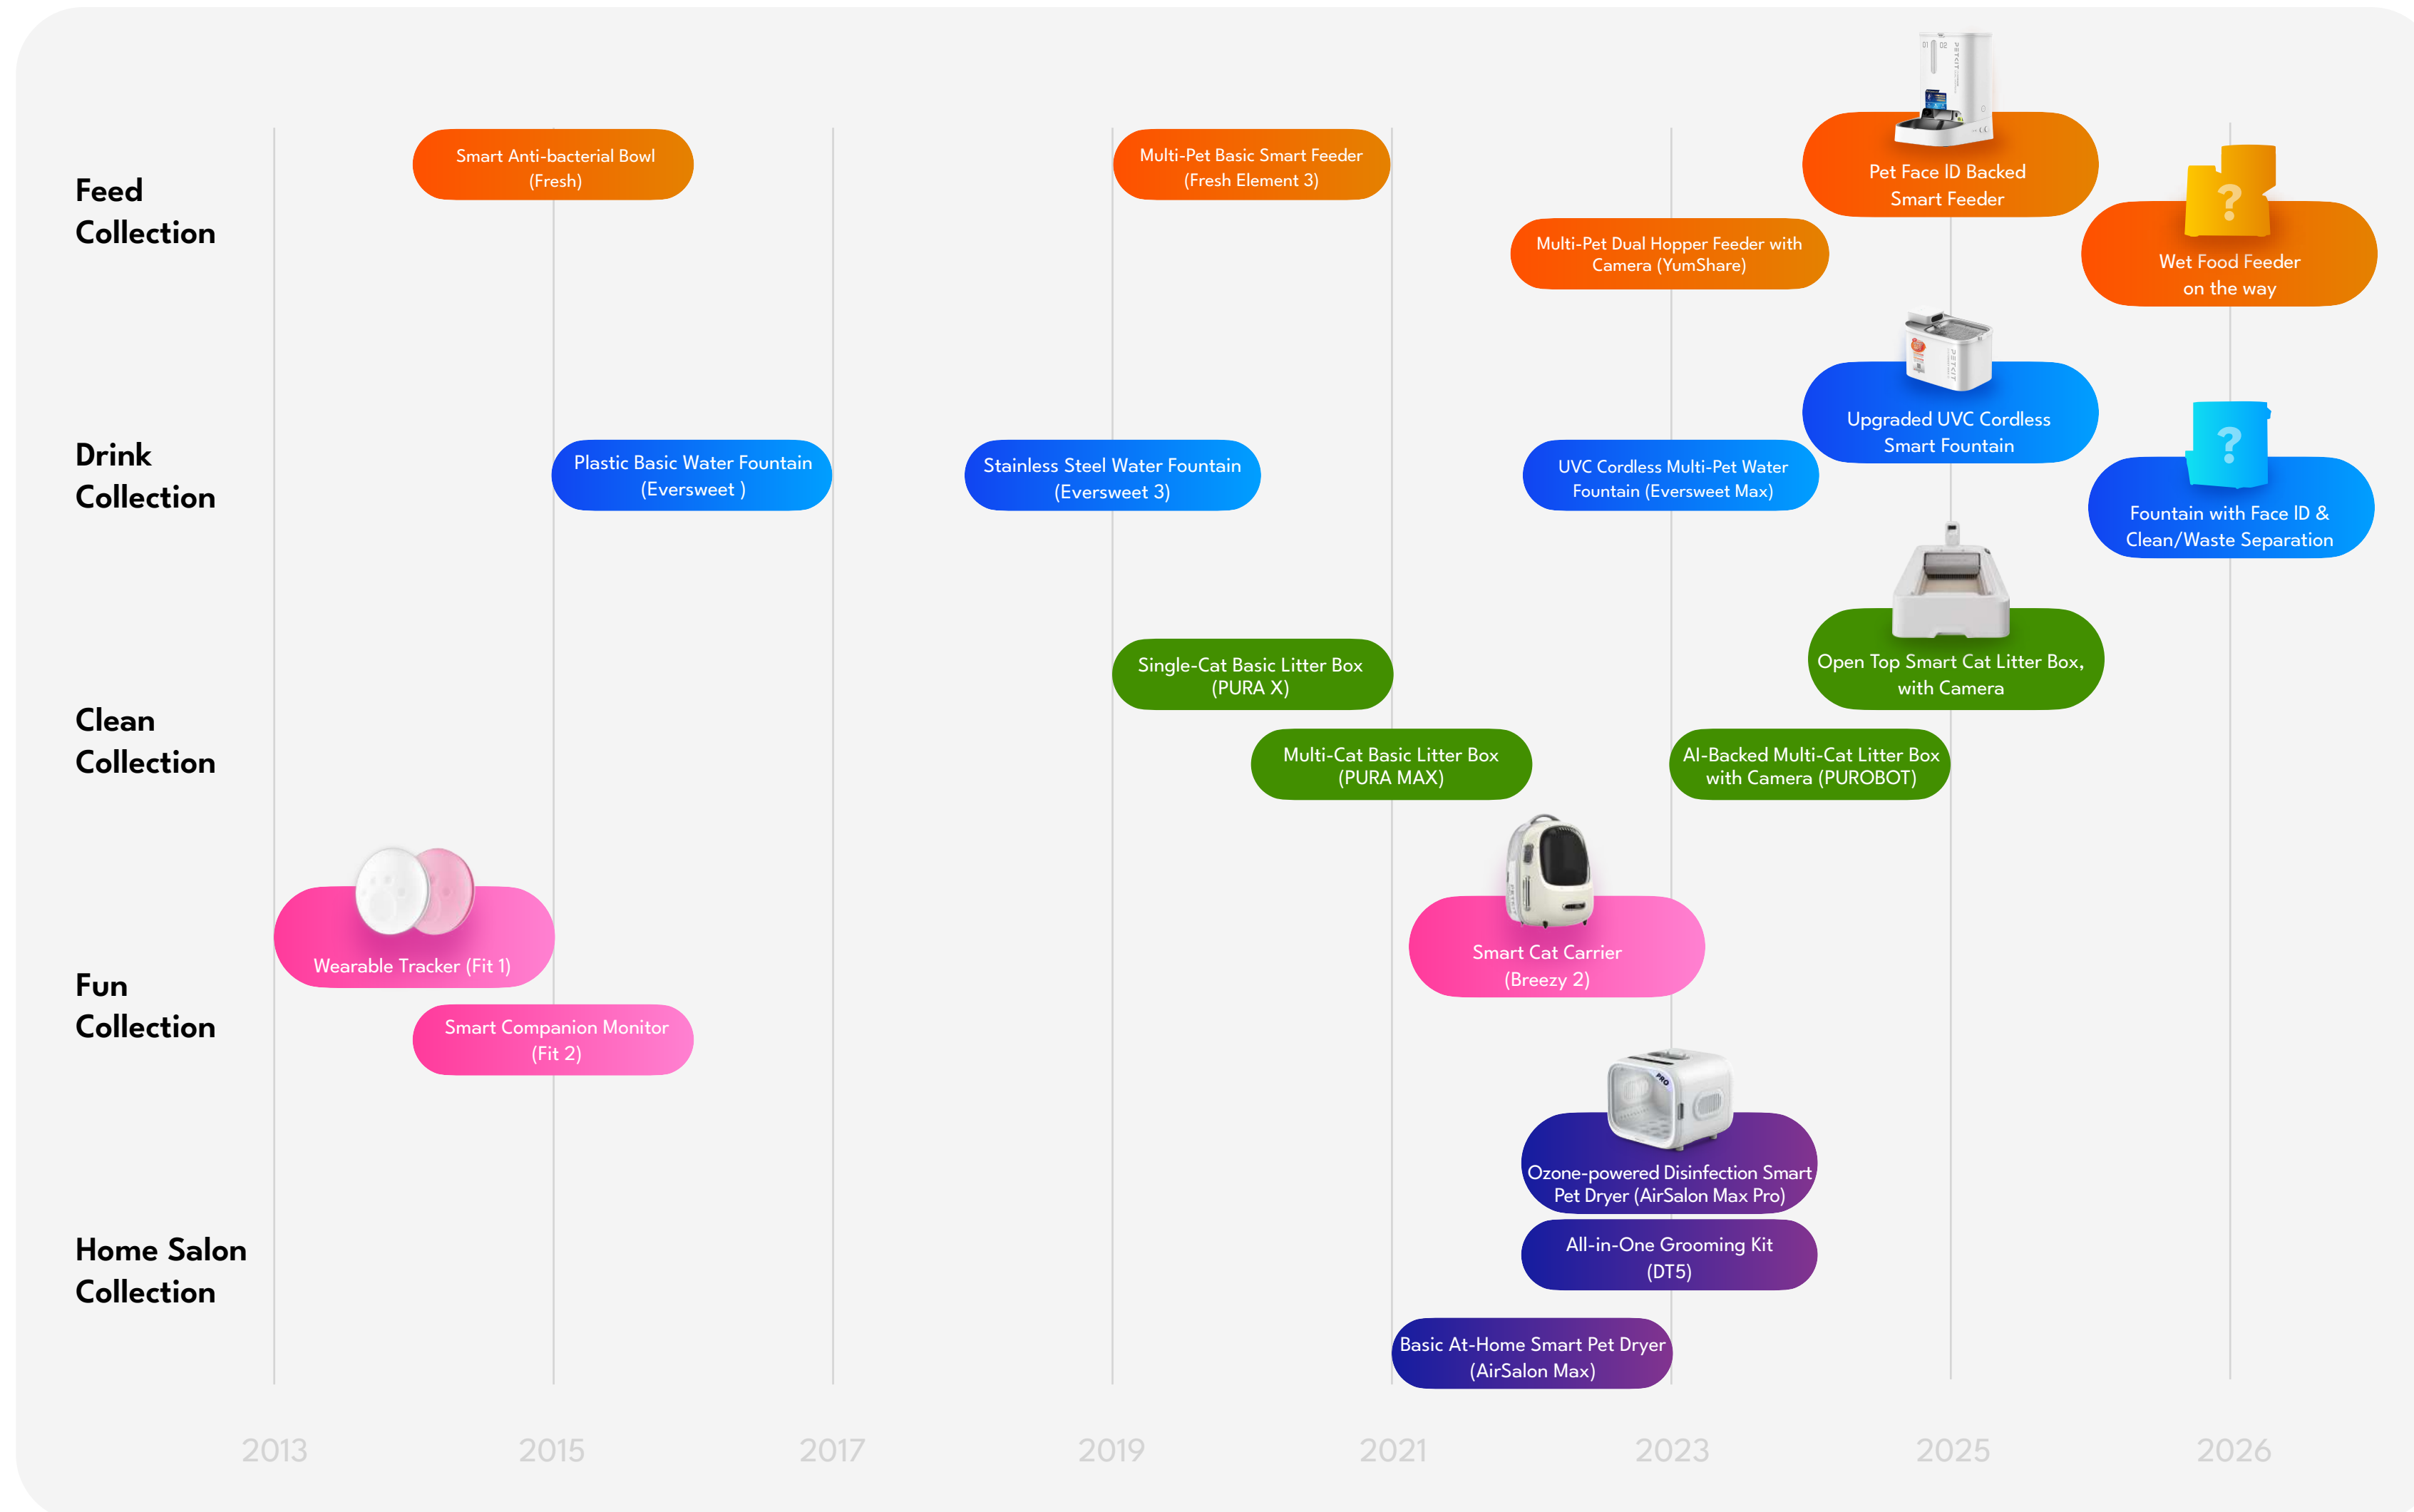 Feed
Collection
Smart Anti-bacterial Bowl
(Fresh)
Multi-Pet Basic Smart Feeder
(Fresh Element 3)
Multi-Pet Dual Hopper Feeder with
Camera (YumShare)
01 02
PETKIT
Pet Face ID Backed
Smart Feeder
?
Wet Food Feeder
on the way
Drink
Collection
Plastic Basic Water Fountain
(Eversweet )
Stainless Steel Water Fountain
(Eversweet 3)
UVC Cordless Multi-Pet Water
Fountain (Eversweet Max)
PETKIT
Upgraded UVC Cordless
Smart Fountain
?
Fountain with Face ID &
Clean/Waste Separation
Clean
Collection
Single-Cat Basic Litter Box
(PURA X)
Multi-Cat Basic Litter Box
(PURA MAX)
AI-Backed Multi-Cat Litter Box
with Camera (PUROBOT)
Open Top Smart Cat Litter Box,
with Camera
Fun
Collection
Wearable Tracker (Fit 1)
Smart Companion Monitor
(Fit 2)
Smart Cat Carrier
(Breezy 2)
Home Salon
Collection
PRO
Ozone-powered Disinfection Smart
Pet Dryer (AirSalon Max Pro)
All-in-One Grooming Kit
(DT5)
Basic At-Home Smart Pet Dryer
(AirSalon Max)
2013
2015
2017
2019
2021
2023
2025
2026